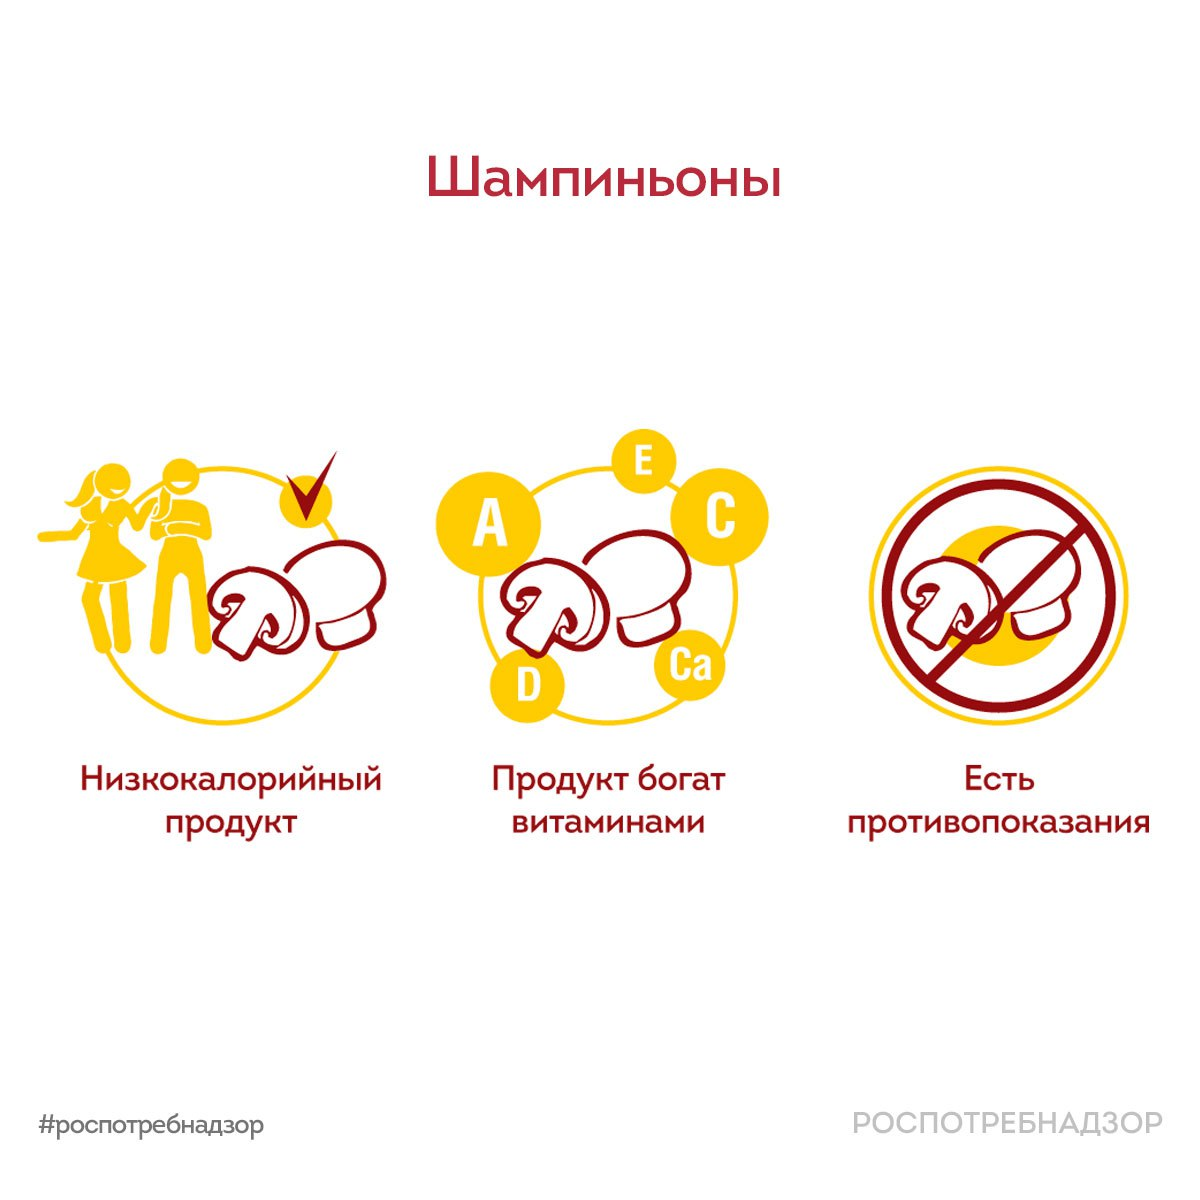 Шампиньоны
A
E
C
D
Ca
Низкокалорийный
продукт
Продукт богат
витаминами
Есть
противопоказания
#роспотребнадзор
РОСПОТРЕБНАДЗОР